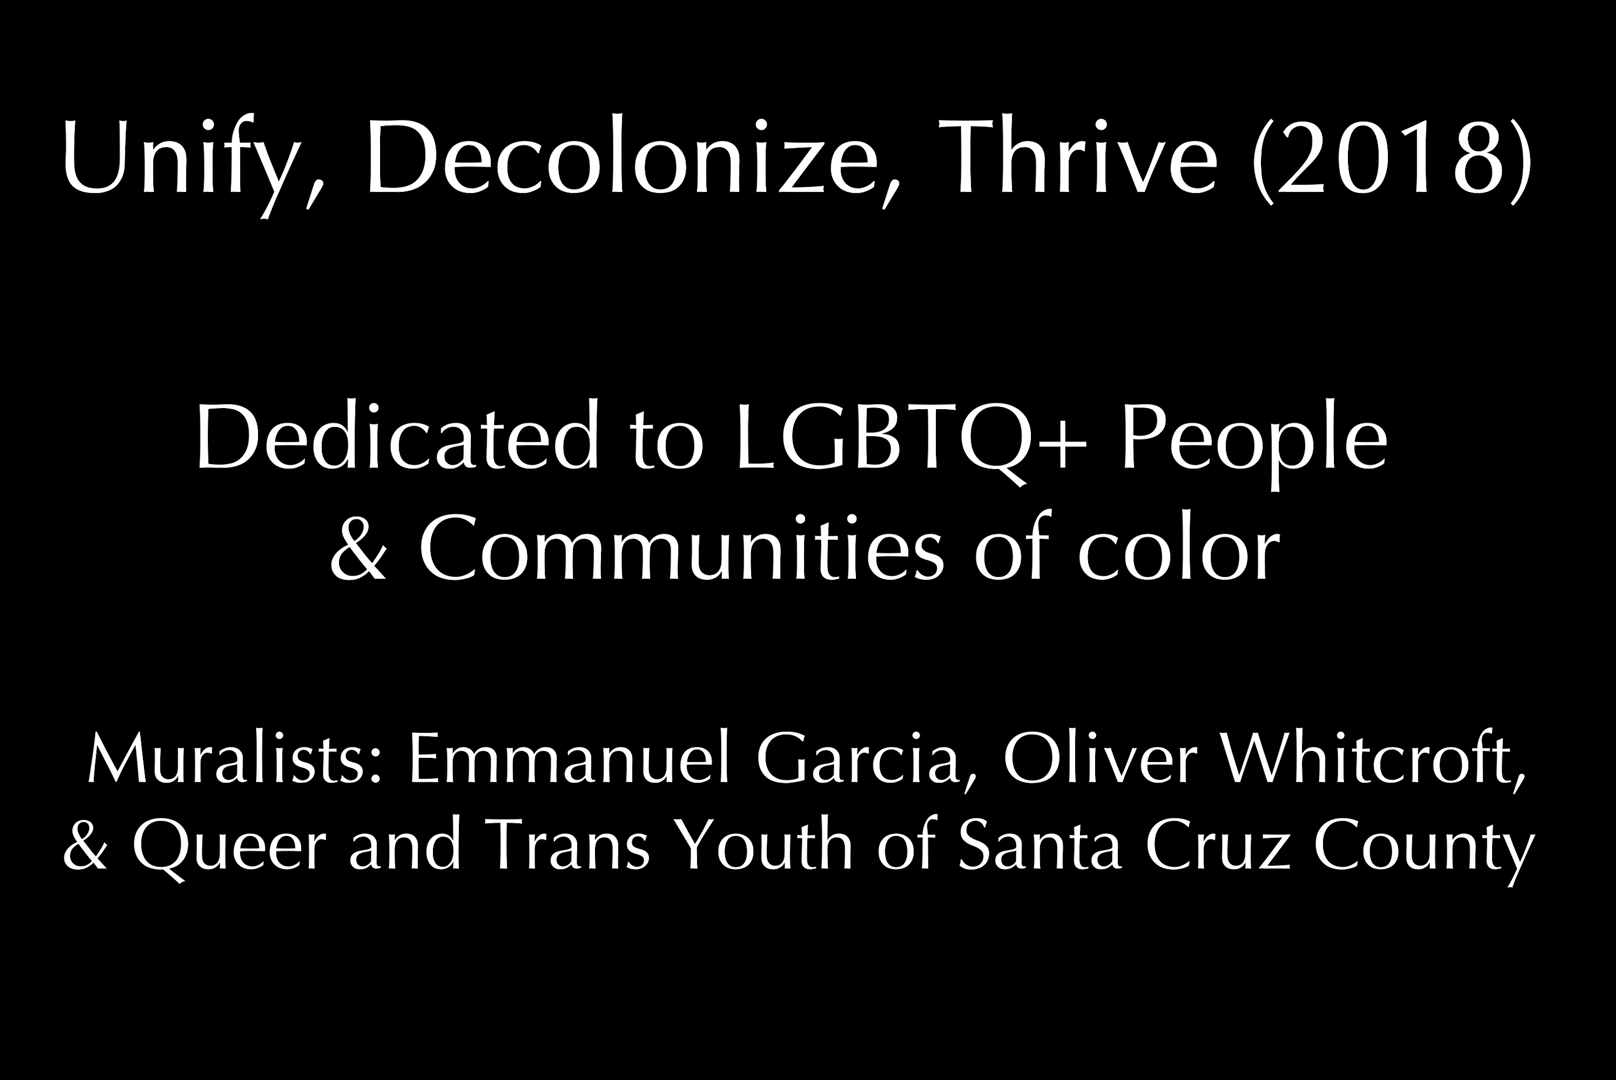 Unify, Decolonize, Thrive (2018)
Dedicated to LGBTQ+ People
& Communities of color
Muralists: Emmanuel Garcia, Oliver Whitcroft,
& Queer and Trans Youth of Santa Cruz County